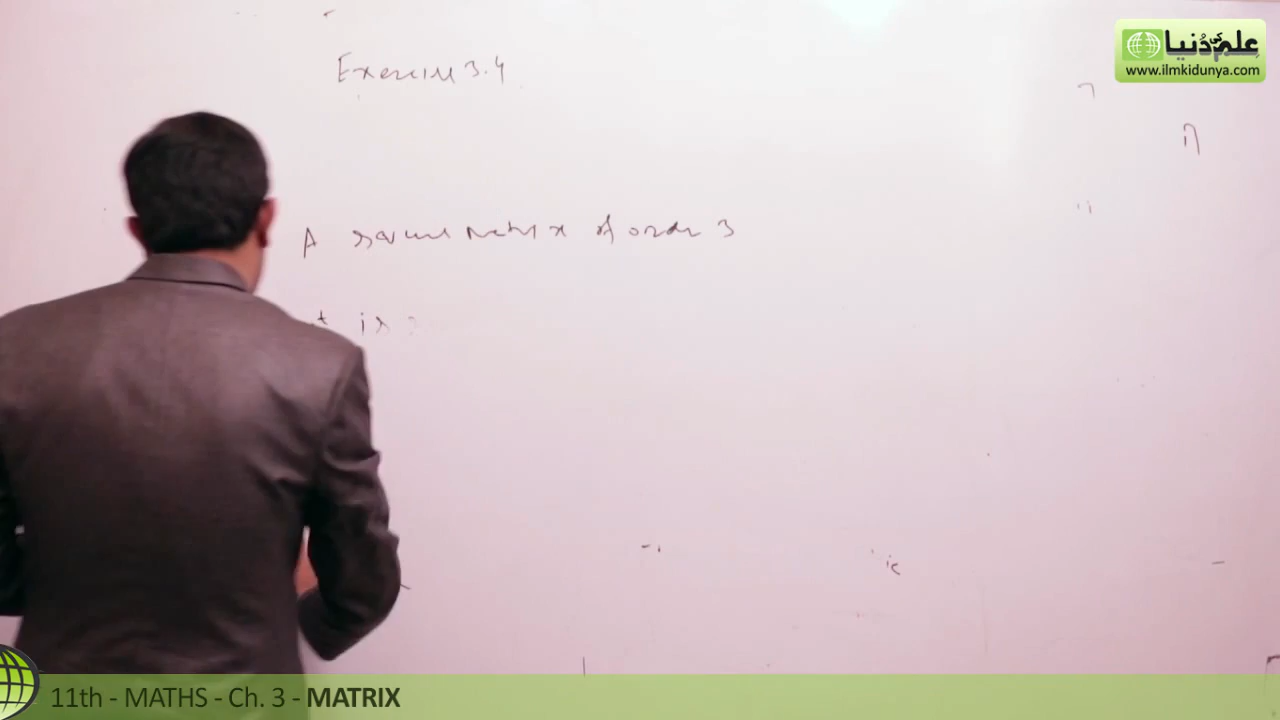 علم کی دُنیا
www.ilmkidunya.com
Exercise 3.4
i)
A square matrix of order 3
is
11th - MATHS - Ch. 3 - MATRIX